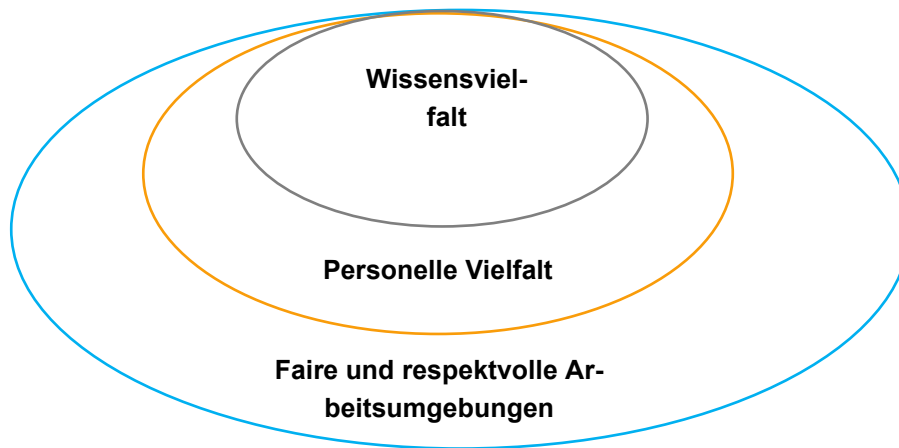 Wissensviel-
falt
Personelle Vielfalt
Faire und respektvolle Ar-
beitsumgebungen